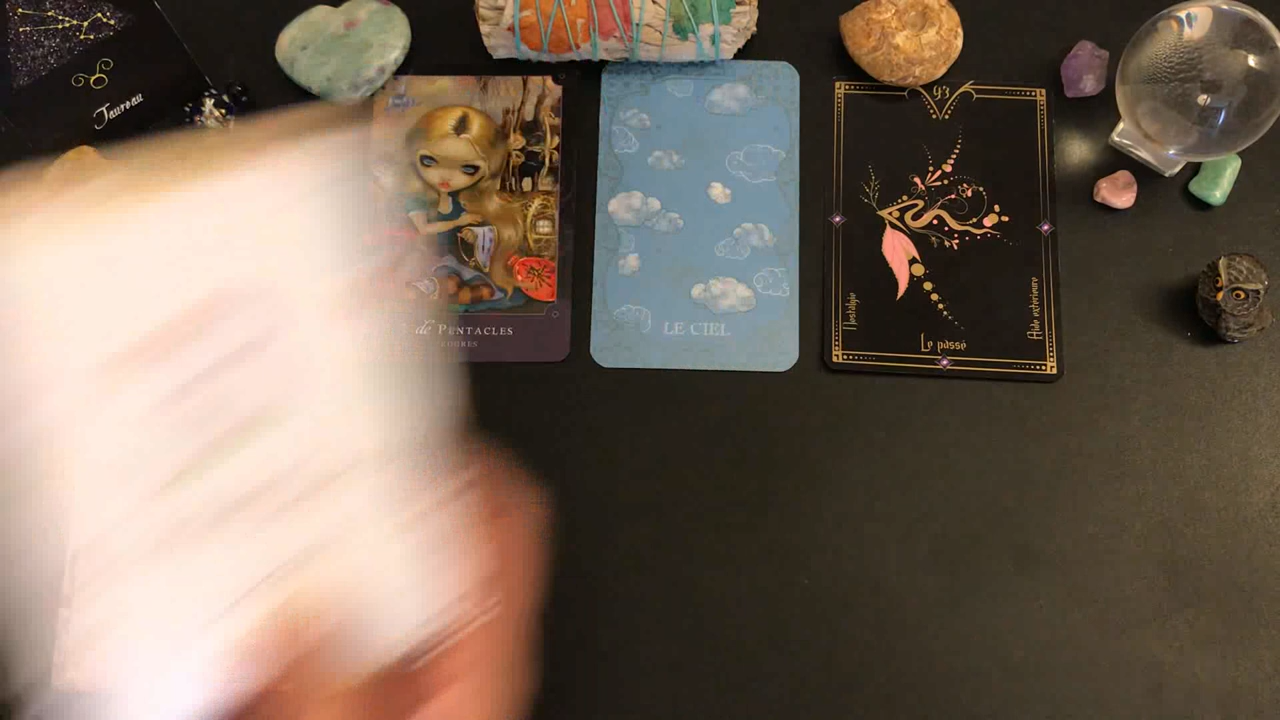 Taureau
de PENTACLES
LE CIEL
93
Nostalgie
Aide extérieure
Le passé